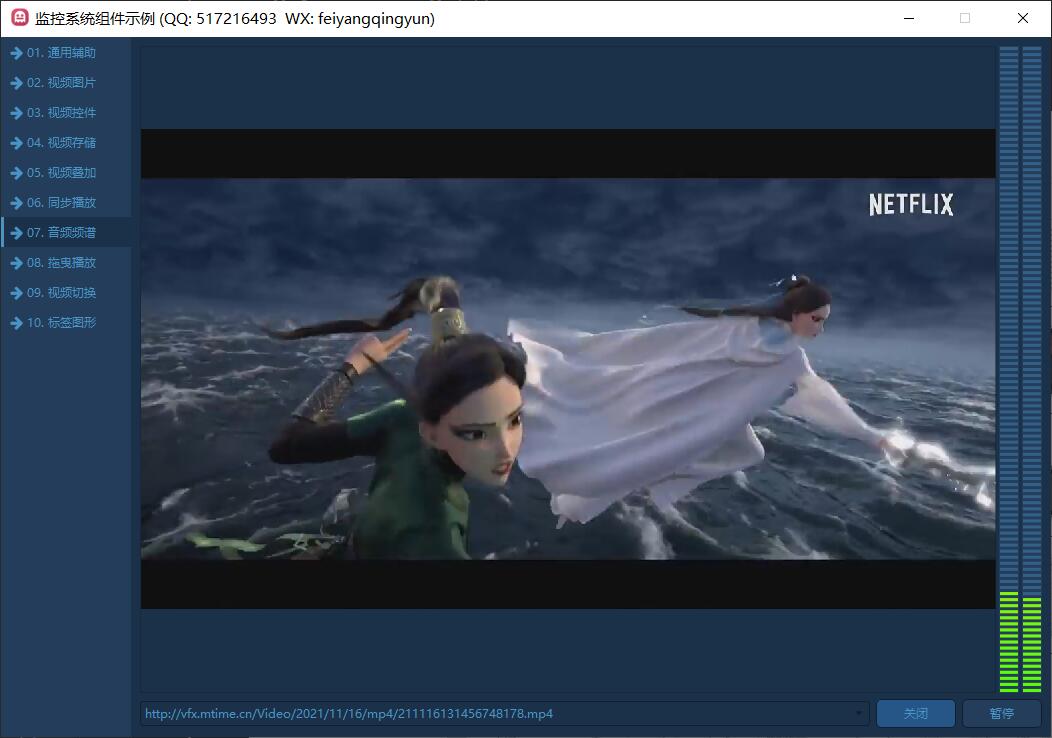 监控系统组件示例 (QQ: 517216493  WX: feiyangqingyun)
01. 通用辅助
02. 视频图片
03. 视频控件
04. 视频存储
05. 视频叠加
06. 同步播放
07. 音频频谱
08. 拖曳播放
09. 视频切换
10. 标签图形
NETFLIX
http://vfx.mtime.cn/Video/2021/11/16/mp4/211116131456748178.mp4
关闭
暂停